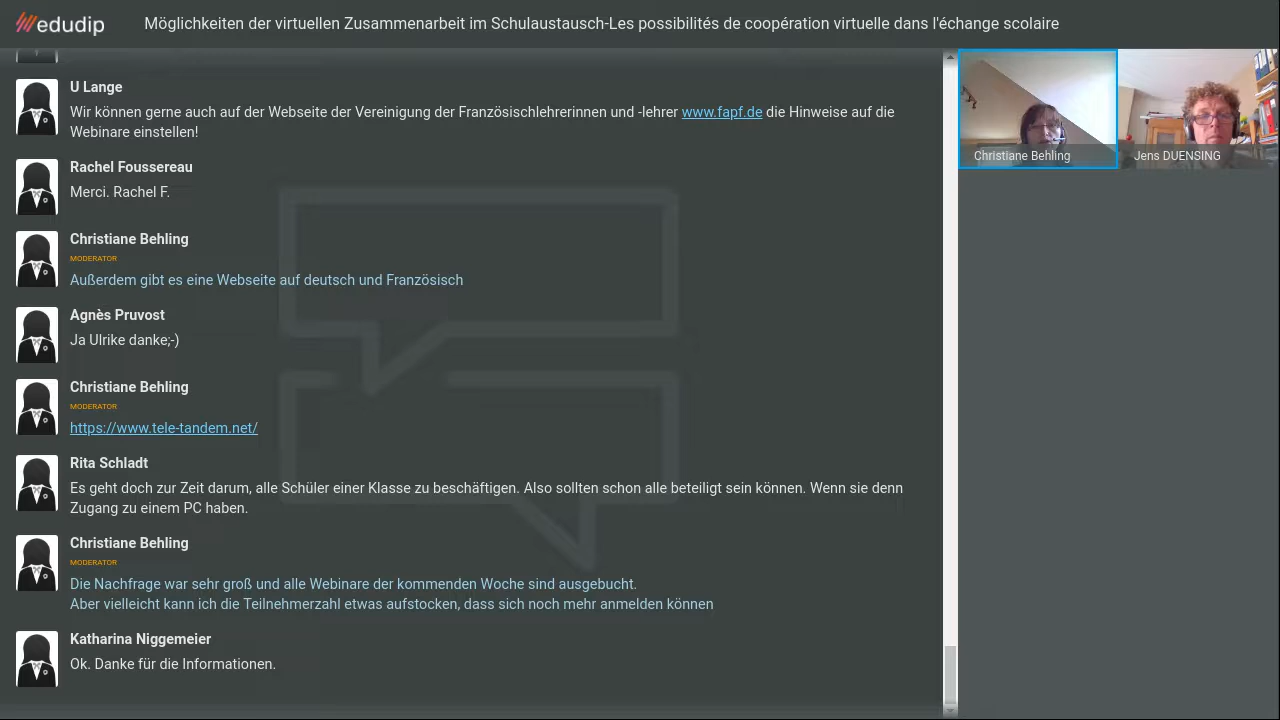 edudip
Möglichkeiten der virtuellen Zusammenarbeit im Schulaustausch-Les possibilités de coopération virtuelle dans l'échange scolaire
U Lange
Wir können gerne auch auf der Webseite der Vereinigung der Französischlehrerinnen und -lehrer www.fapf.de die Hinweise auf die
Webinare einstellen!
Rachel Foussereau
Merci. Rachel F.
Christiane Behling
MODERATOR
Außerdem gibt es eine Webseite auf deutsch und Französisch
Agnès Pruvost
Ja Ulrike danke;-)
Christiane Behling
MODERATOR
https://www.tele-tandem.net/
Rita Schladt
Es geht doch zur Zeit darum, alle Schüler einer Klasse zu beschäftigen. Also sollten schon alle beteiligt sein können. Wenn sie denn
Zugang zu einem PC haben.
Christiane Behling
MODERATOR
Die Nachfrage war sehr groß und alle Webinare der kommenden Woche sind ausgebucht.
Aber vielleicht kann ich die Teilnehmerzahl etwas aufstocken, dass sich noch mehr anmelden können
Katharina Niggemeier
Ok. Danke für die Informationen.
Christiane Behling
Jens DUENSING